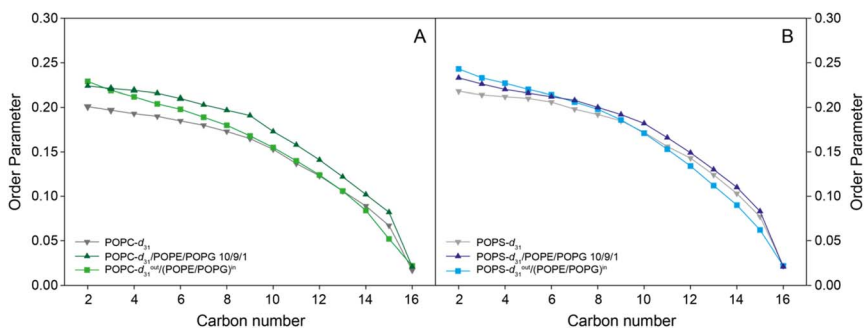 0.30
0.25
0.20
0.15
0.10
0.05
0.00
Order Parameter
A
POPC-d31
POPC-d31/POPE/POPG 10/9/1
POPC-d31out/(POPE/POPG)in
2 4 6 8 10 12 14 16
Carbon number
B
POPS-d31
POPS-d31/POPE/POPG 10/9/1
POPS-d31out/(POPE/POPG)in
2 4 6 8 10 12 14 16
Carbon number
0.30
0.25
0.20
0.15
0.10
0.05
0.00
Order Parameter